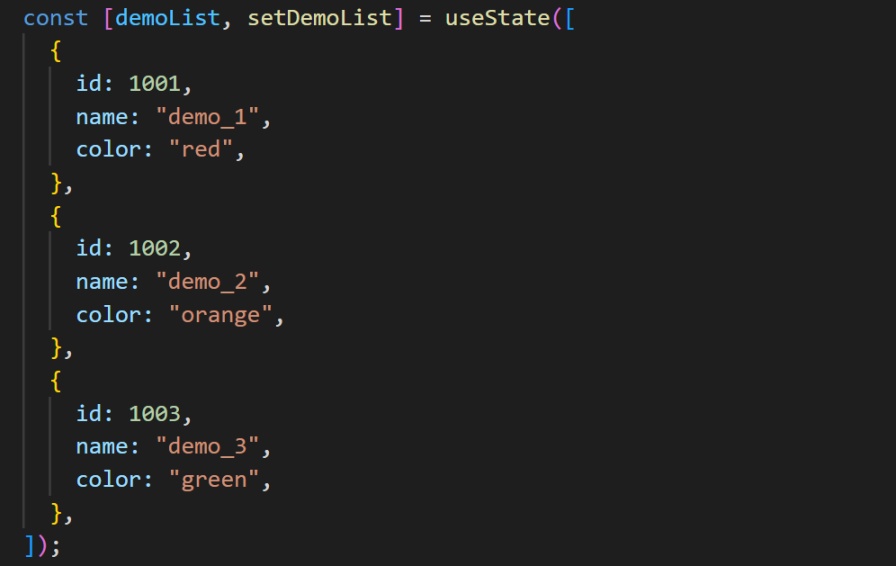 const [demoList, setDemoList] = useState([
  {
    id: 1001,
    name: "demo_1",
    color: "red",
  },
  {
    id: 1002,
    name: "demo_2",
    color: "orange",
  },
  {
    id: 1003,
    name: "demo_3",
    color: "green",
  },
]);